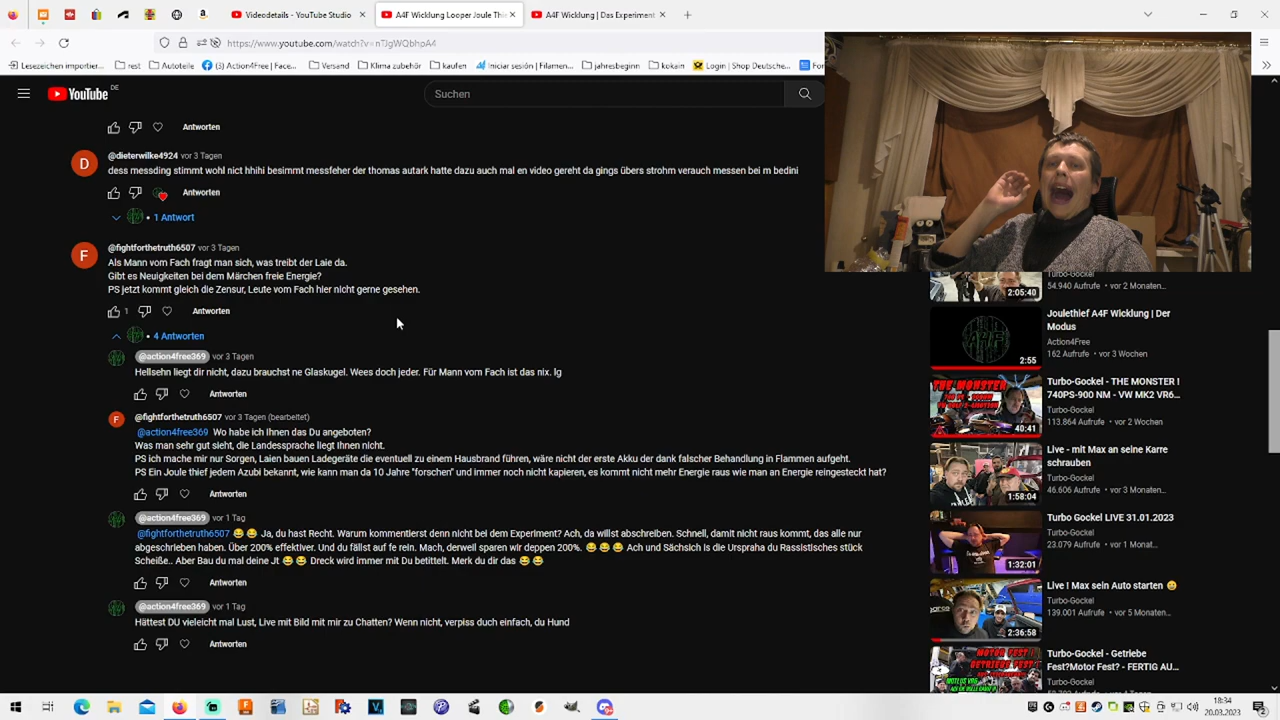 Videodetails - YouTube Studio
A4F Wicklung Looper Joule Thie
A4F Wicklung | Das Experiment
https://www.youtube.com/watch?v=nTJgWQbhpA4
Lesezeichen importier...
rest
Autoteile
(3) Action4Free | Face...
Versand
Klima zubehör
kaufen
Iniciar sesión | Filamen...
jahresbeginn
kokain
Login | Shop Deutsche...
YouTube DE
Suchen
Antworten
D
@dieterwilke4924 vor 3 Tagen
dess messding stimmt wohl nict hhihi besimmt messfeher der thomas autark hatte dazu auch mal en video gereht da gings übers strohm verauch messen bei m bedini
Antworten
1 Antwort
F
@fightforthetruth6507 vor 3 Tagen
Als Mann vom Fach fragt man sich, was treibt der Laie da.
Gibt es Neuigkeiten bei dem Märchen freie Energie?
PS jetzt kommt gleich die Zensur, Leute vom Fach hier nicht gerne gesehen.
1 Antworten
4 Antworten
@action4free369 vor 3 Tagen
Hellsehn liegt dir nicht, dazu brauchst ne Glaskugel. Wees doch jeder. Für Mann vom Fach ist das nix. lg
Antworten
F
@fightforthetruth6507 vor 3 Tagen (bearbeitet)
@action4free369 Wo habe ich Ihnen das Du angeboten?
Was man sehr gut sieht, die Landessprache liegt Ihnen nicht.
PS ich mache mir nur Sorgen, Laien bauen Ladegeräte die eventuell zu einem Hausbrand führen, wäre nicht der erste Akku der dank falscher Behandlung in Flammen aufgeht.
PS Ein Joule thief jedem Azubi bekannt, wie kann man da 10 Jahre "forschen" und immer noch nicht kapieren, es kommt nicht mehr Energie raus wie man an Energie reingesteckt hat?
Antworten
@action4free369 vor 1 Tag
@fightforthetruth6507 😂😂 Ja, du hast Recht. Warum kommentierst denn nicht bei dem Experiment? Ach, da willst abschreiben. Schnell, damit nicht raus kommt, das alle nur
abgeschrieben haben. Über 200% effektiver. Und du fällst auf fe rein. Mach, derweil sparen wir deppen 200%. 😂😂😂 Ach und Sächsich is die Urspraha du Rassistisches stück
Scheiße.. Aber Bau du mal deine Jt 😂😂 Dreck wird immer mit Du betittelt. Merk du dir das 😂😂
Antworten
@action4free369 vor 1 Tag
Hättest DU vieleicht mal Lust, Live mit Bild mit mir zu Chatten? Wenn nicht, verpiss duch einfach, du Hund
Antworten
Turbo-Gockel
54.940 Aufrufe • vor 2 Monaten...
2:05:40
Joulethief A4F Wicklung | Der
Modus
Action4Free
162 Aufrufe • vor 3 Wochen
A4F
2:55
Turbo-Gockel - THE MONSTER !
740PS-900 NM - VW MK2 VR6...
Turbo-Gockel
113.864 Aufrufe • vor 2 Wochen
THE MONSTER
40:41
Live - mit Max an seine Karre
schrauben
Turbo-Gockel
46.606 Aufrufe • vor 3 Monaten...
1:58:04
Turbo Gockel LIVE 31.01.2023
Turbo-Gockel
23.079 Aufrufe • vor 1 Monat...
1:32:01
Live ! Max sein Auto starten 😀
Turbo-Gockel
139.001 Aufrufe • vor 5 Monaten...
2:36:58
Turbo-Gockel - Getriebe
Fest?Motor Fest? - FERTIG AU...
Turbo-Gockel
MOTOR FEST !
GETRIEBE FEST !
18:34
20.03.2023
2